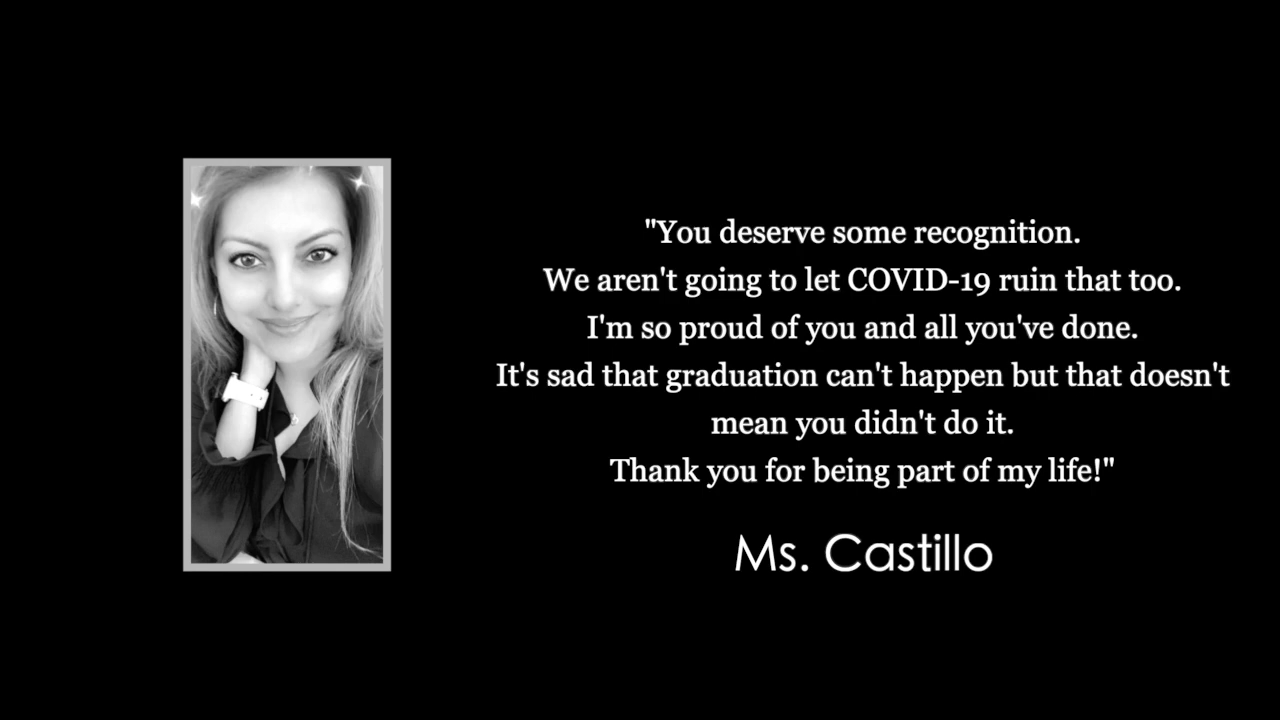 "You deserve some recognition.
We aren't going to let COVID-19 ruin that too.
I'm so proud of you and all you've done.
It's sad that graduation can't happen but that doesn't
mean you didn't do it.
Thank you for being part of my life!"
Ms. Castillo